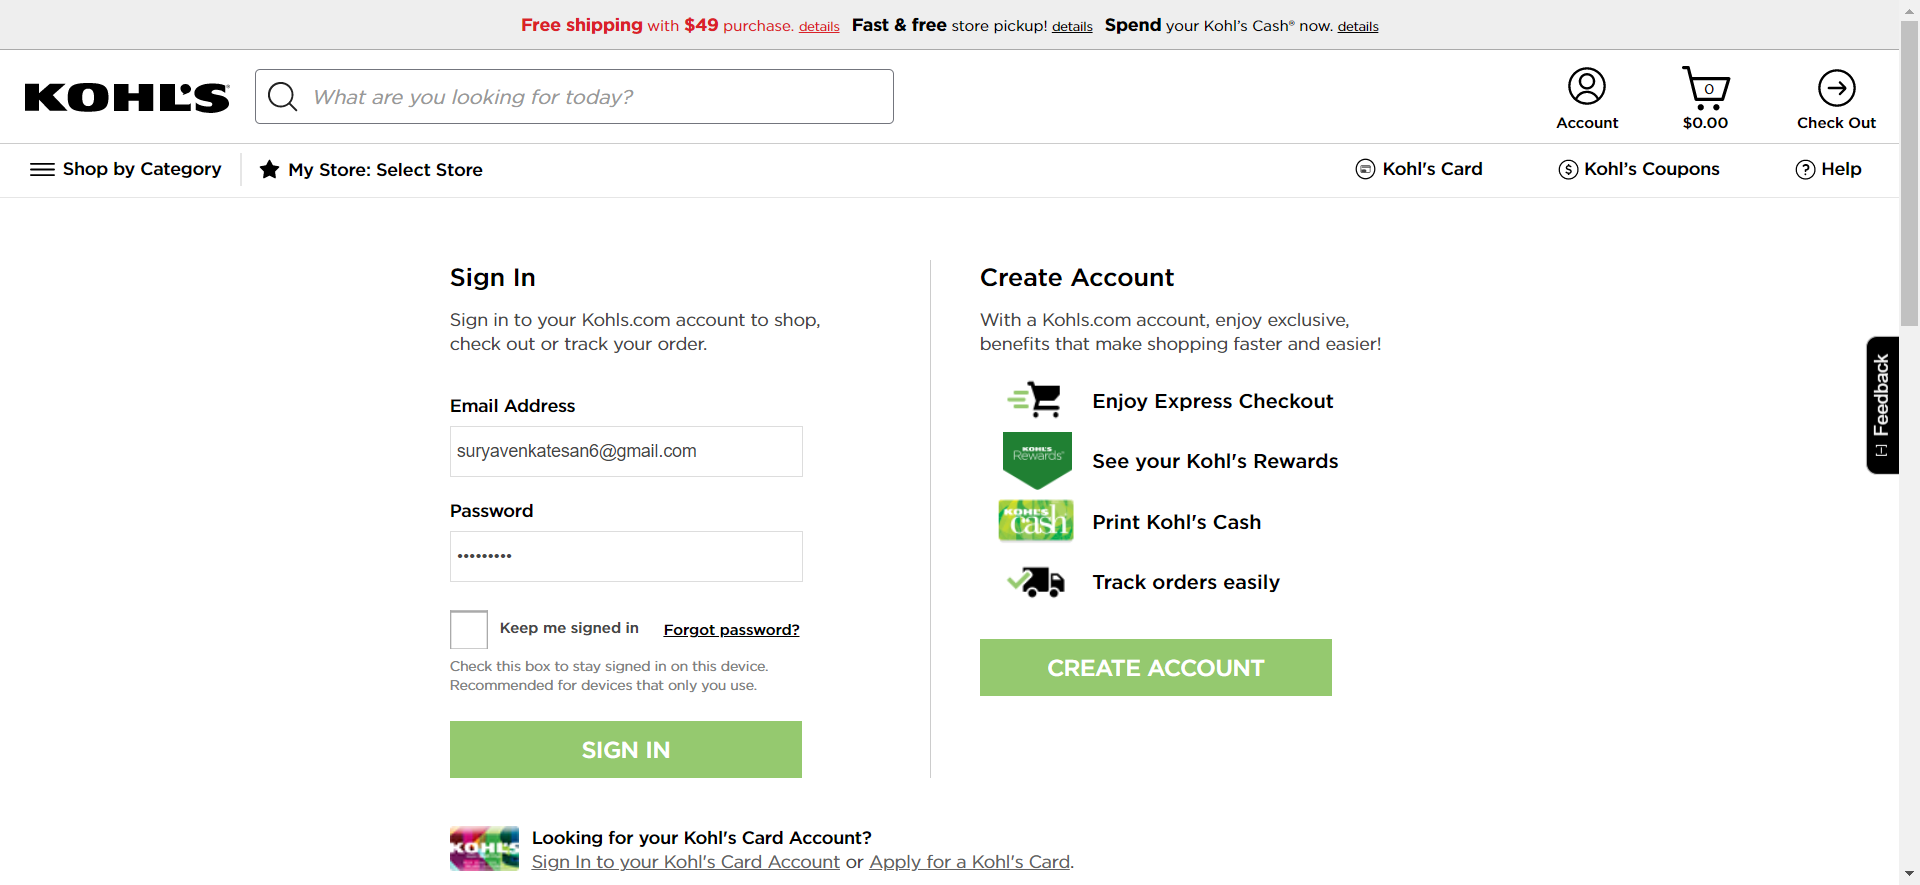 Free shipping with $49 purchase. details Fast & free store pickup! details Spend your Kohl's Cash® now. details
KOHL'S
What are you looking for today?
Account
0
$0.00
Check Out
Shop by Category
My Store: Select Store
Kohl's Card
$ Kohl's Coupons
? Help
Sign In
Sign in to your Kohls.com account to shop,
check out or track your order.
Email Address
suryavenkatesan6@gmail.com
Password
•••••••••
Keep me signed in
Forgot password?
Check this box to stay signed in on this device.
Recommended for devices that only you use.
SIGN IN
Create Account
With a Kohls.com account, enjoy exclusive,
benefits that make shopping faster and easier!
Enjoy Express Checkout
KOHL'S
Rewards
See your Kohl's Rewards
KOHL'S
cash
Print Kohl's Cash
Track orders easily
CREATE ACCOUNT
[-] Feedback
KOHL'S
Looking for your Kohl's Card Account?
Sign In to your Kohl's Card Account or Apply for a Kohl's Card.